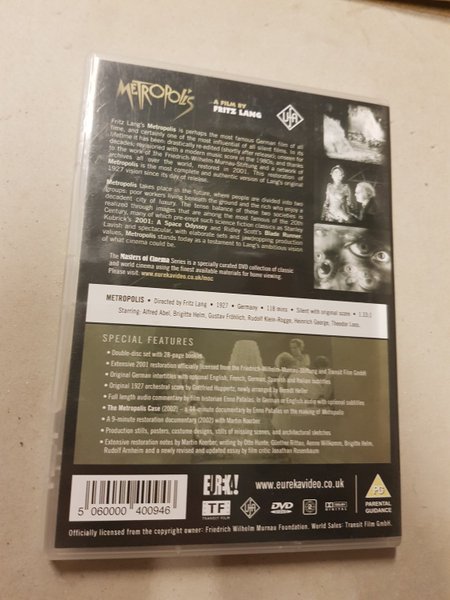 METROPOLIS
A FILM BY
FRITZ LANG
UFA
Fritz Lang's Metropolis is perhaps the most famous German film of all
time, and certainly one of the most influential of all silent films. In its
lifetime it has been drastically re-edited (shortly after release); unseen for
decades; revisioned with a modern music score in the 1980s; and thanks
to the work of the Friedrich-Wilhelm-Murnau-Stiftung and a network of
archives all over the world, restored in 2001. This restoration of
Metropolis is the most complete and authentic version of Lang's original
1927 vision since its day of release.
Metropolis takes place in the future, where people are divided into two
groups: poor workers living beneath the ground and the rich who enjoy a
decadent city of luxury. The tense balance of these two societies is
realized through images that are among the most famous of the 20th
Century, many of which pre-empt such science fiction classics as Stanley
Kubrick's 2001: A Space Odyssey and Ridley Scott's Blade Runner.
Lavish and spectacular, with elaborate sets and jawdropping production
values, Metropolis stands today as a testament to Lang's ambitious vision
of what cinema could be.
The Masters of Cinema Series is a specially curated DVD collection of classic
and world cinema using the finest available materials for home viewing.
Please visit www.eurekavideo.co.uk/moc
METROPOLIS • Directed by Fritz Lang • 1927 • Germany • 118 mins • Silent with original score • 1.33:1
Starring: Alfred Abel, Brigitte Helm, Gustav Fröhlich, Rudolf Klein-Rogge, Heinrich George, Theodor Loos.
SPECIAL FEATURES
• Double-disc set with 28-page booklet
• Extensive 2001 restoration officially licensed from the Friedrich-Wilhelm-Murnau-Stiftung and Transit Film GmbH
• Original German intertitles with optional English, French, German, Spanish and Italian subtitles
• Original 1927 orchestral score by Gottfried Huppertz, newly arranged by Berndt Heller
• Full length audio commentary by film historian Enno Patalas. In German or English audio with optional subtitles
• The Metropolis Case (2002) – a 44-minute documentary by Enno Patalas on the making of Metropolis
• A 9-minute restoration documentary (2002) with Martin Koerber
• Production stills, posters, costume designs, stills of missing scenes, and architectural sketches
• Extensive restoration notes by Martin Koerber, writing by Otto Hunte, Günther Rittau, Aenne Willkomm, Brigitte Helm,
Rudolf Arnheim and a newly revised and updated essay by film critic Jonathan Rosenbaum
5 060000 400946
EUREKA!
TF
TRANSIT FILM
www.eurekavideo.co.uk
UFA
DVD
VIDEO
DOLBY
DIGITAL
PG
PARENTAL
GUIDANCE
Officially licensed from the copyright owner: Friedrich Wilhelm Murnau Foundation. World Sales: Transit Film GmbH.